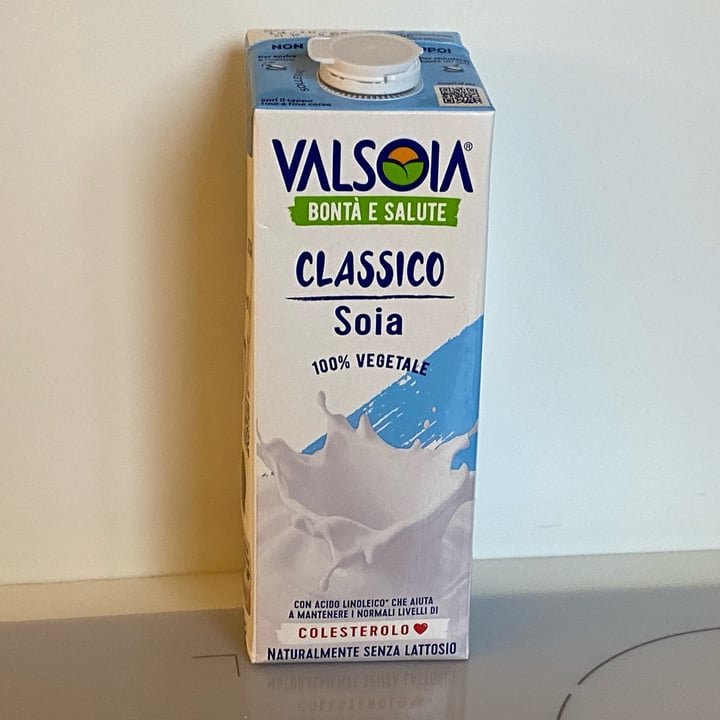 NON
VALSOIA®
BONTÀ E SALUTE
CLASSICO
Soia
100% VEGETALE
CON ACIDO LINOLEICO* CHE AIUTA
A MANTENERE I NORMALI LIVELLI DI
COLESTEROLO
NATURALMENTE SENZA LATTOSIO